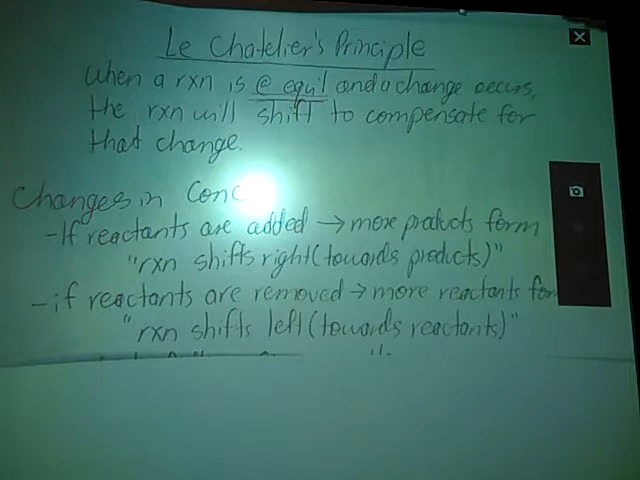 Le Chatelier's Principle
When a rxn is @ equil and a change occurs,
the rxn will shift to compensate for
that change.
Changes in Conc
-If reactants are added → more products form
"rxn shifts right (towards products)"
-if reactants are removed → more reactants for
"rxn shifts left (towards reactants)"